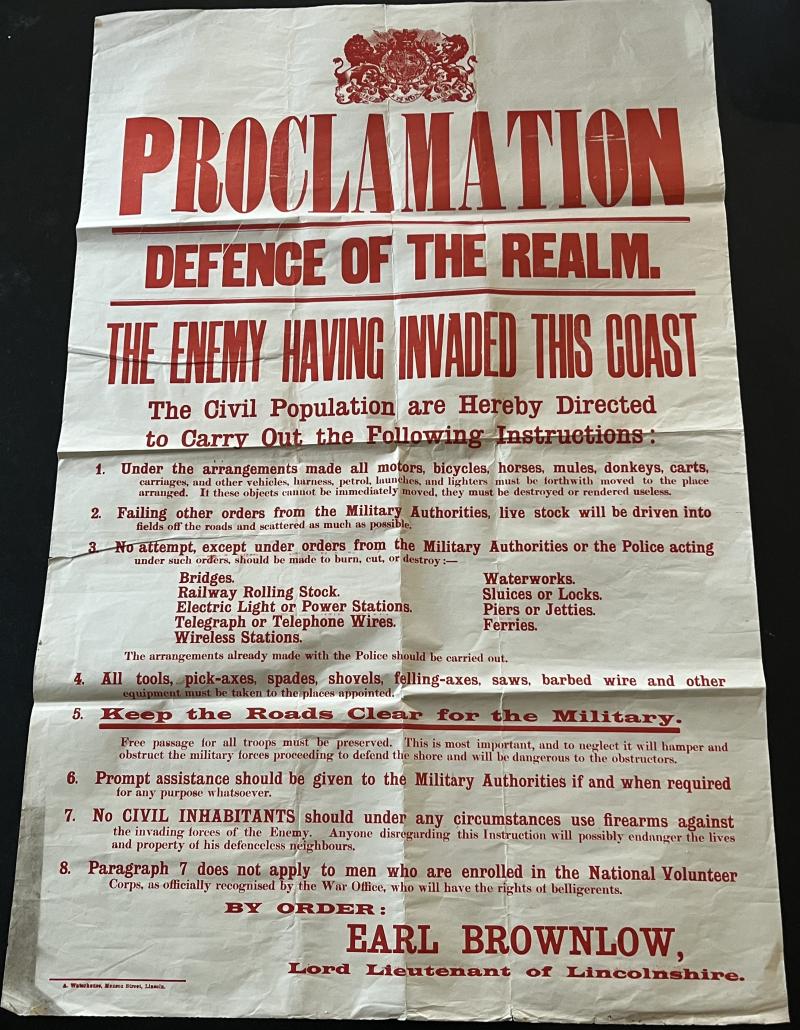 PROCLAMATION
DEFENCE OF THE REALM.
THE ENEMY HAVING INVADED THIS COAST
The Civil Population are Hereby Directed
to Carry Out the Following Instructions:
1. Under the arrangements made all motors, bicycles, horses, mules, donkeys, carts,
carriages, and other vehicles, harness, petrol, launches, and lighters must be forthwith moved to the place
arranged. If these objects cannot be immediately moved, they must be destroyed or rendered useless.
2. Failing other orders from the Military Authorities, live stock will be driven into
fields off the roads and scattered as much as possible.
3. No attempt, except under orders from the Military Authorities or the Police acting
under such orders, should be made to burn, cut, or destroy:—
Bridges.
Railway Rolling Stock.
Electric Light or Power Stations.
Telegraph or Telephone Wires.
Wireless Stations.
Waterworks.
Sluices or Locks.
Piers or Jetties.
Ferries.
The arrangements already made with the Police should be carried out.
4. All tools, pick-axes, spades, shovels, felling-axes, saws, barbed wire and other
equipment must be taken to the places appointed.
5. Keep the Roads Clear for the Military.
Free passage for all troops must be preserved. This is most important, and to neglect it will hamper and
obstruct the military forces proceeding to defend the shore and will be dangerous to the obstructors.
6. Prompt assistance should be given to the Military Authorities if and when required
for any purpose whatsoever.
7. No CIVIL INHABITANTS should under any circumstances use firearms against
the invading forces of the Enemy. Anyone disregarding this Instruction will possibly endanger the lives
and property of his defenceless neighbours.
8. Paragraph 7 does not apply to men who are enrolled in the National Volunteer
Corps, as officially recognised by the War Office, who will have the rights of belligerents.
BY ORDER:
EARL BROWNLOW,
Lord Lieutenant of Lincolnshire.
A. Waterhouse, Monson Street, Lincoln.